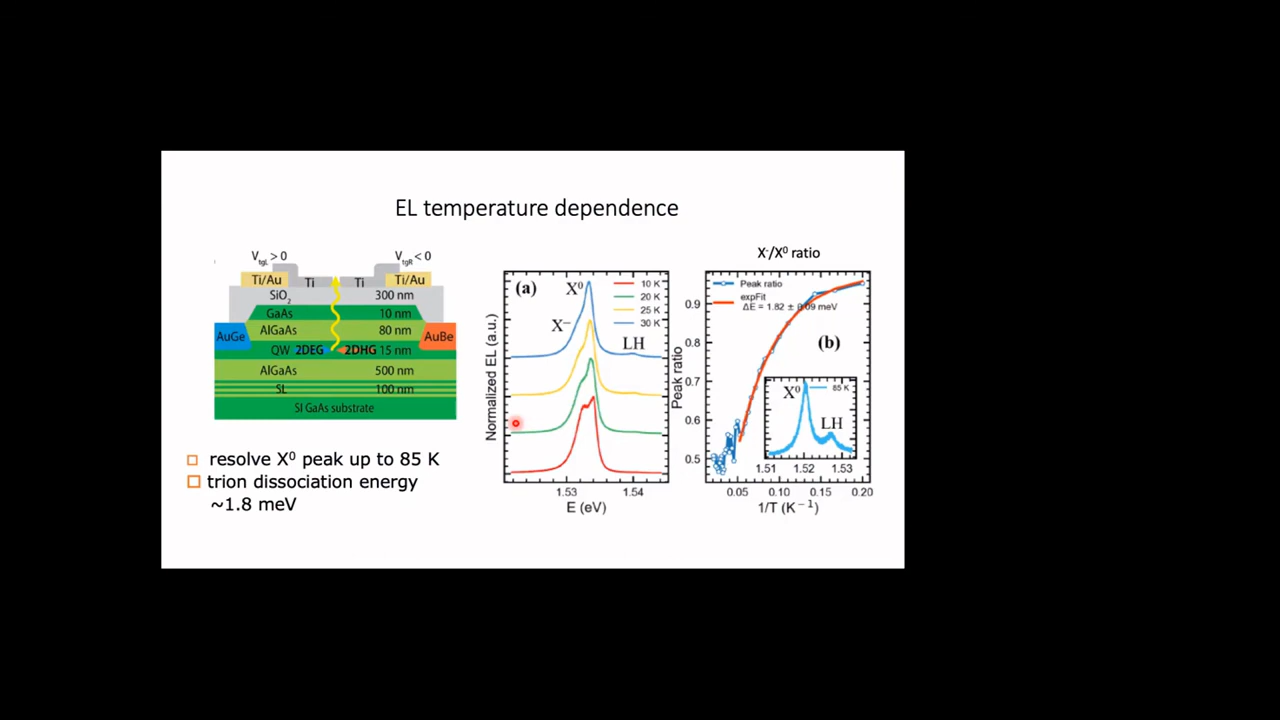 EL temperature dependence
VtgL > 0
VtgR < 0
Ti/Au
Ti
Ti
Ti/Au
SiO2
300 nm
GaAs
10 nm
AlGaAs
80 nm
AuGe
AuBe
QW 2DEG
2DHG 15 nm
AlGaAs
500 nm
SL
100 nm
SI GaAs substrate
resolve X⁰ peak up to 85 K
trion dissociation energy
~1.8 meV
Normalized EL (a.u.)
(a)
X⁰
X⁻
LH
10 K
20 K
25 K
30 K
1.53
1.54
E (eV)
X⁻/X⁰ ratio
Peak ratio
0.9
0.8
0.7
0.6
0.5
Peak ratio
expFit
ΔE = 1.82 ± 0.09 meV
(b)
X⁰
85 K
LH
1.51
1.52
1.53
0.05
0.10
0.15
0.20
1/T (K⁻¹)